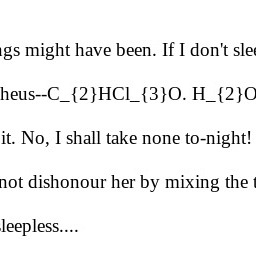 ngs might have been. If I don't slee
heus--C_{2}HCl_{3}O. H_{2}O
it. No, I shall take none to-night!
not dishonour her by mixing the t
sleepless....